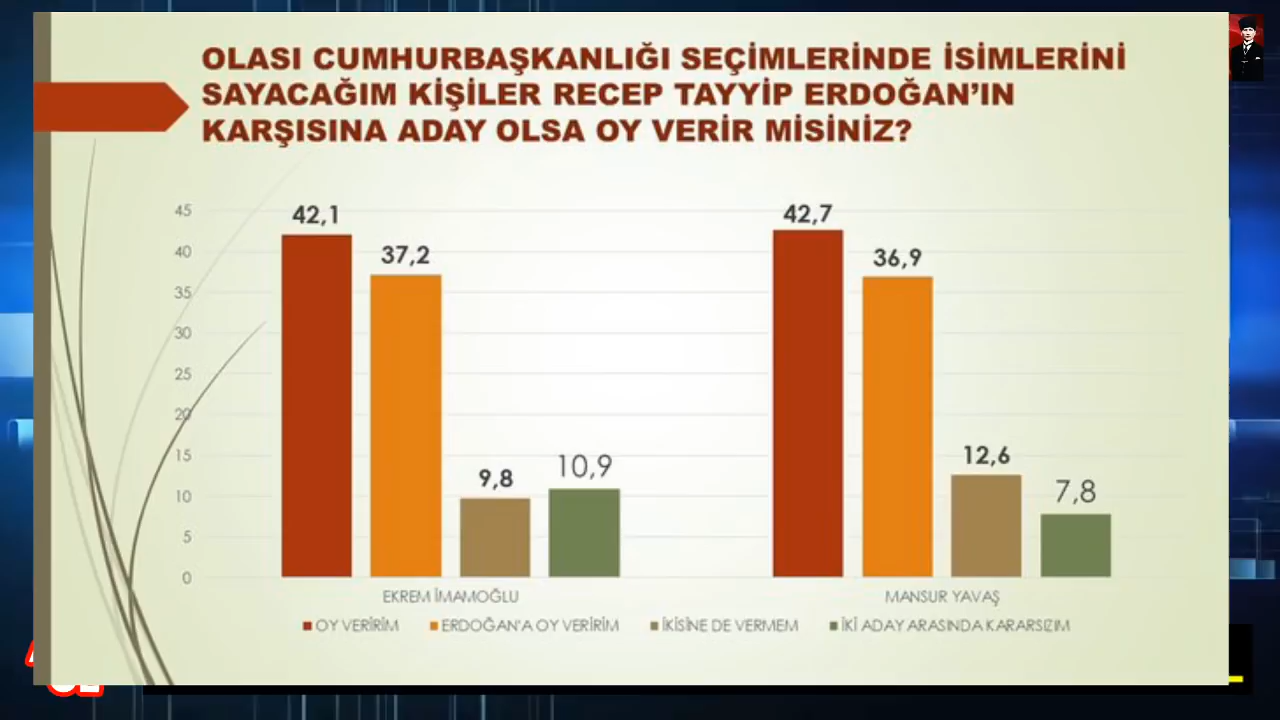 OLASI CUMHURBAŞKANLIĞI SEÇİMLERİNDE İSİMLERİNİ
SAYACAĞIM KİŞİLER RECEP TAYYİP ERDOĞAN’IN
KARŞISINA ADAY OLSA OY VERİR MİSİNİZ?
45
40
35
30
25
20
15
10
5
0
42,1
37,2
9,8
10,9
42,7
36,9
12,6
7,8
EKREM İMAMOĞLU
MANSUR YAVAŞ
OY VERİRİM
ERDOĞAN'A OY VERİRİM
İKİSİNE DE VERMEM
İKİ ADAY ARASINDA KARARSIZIM